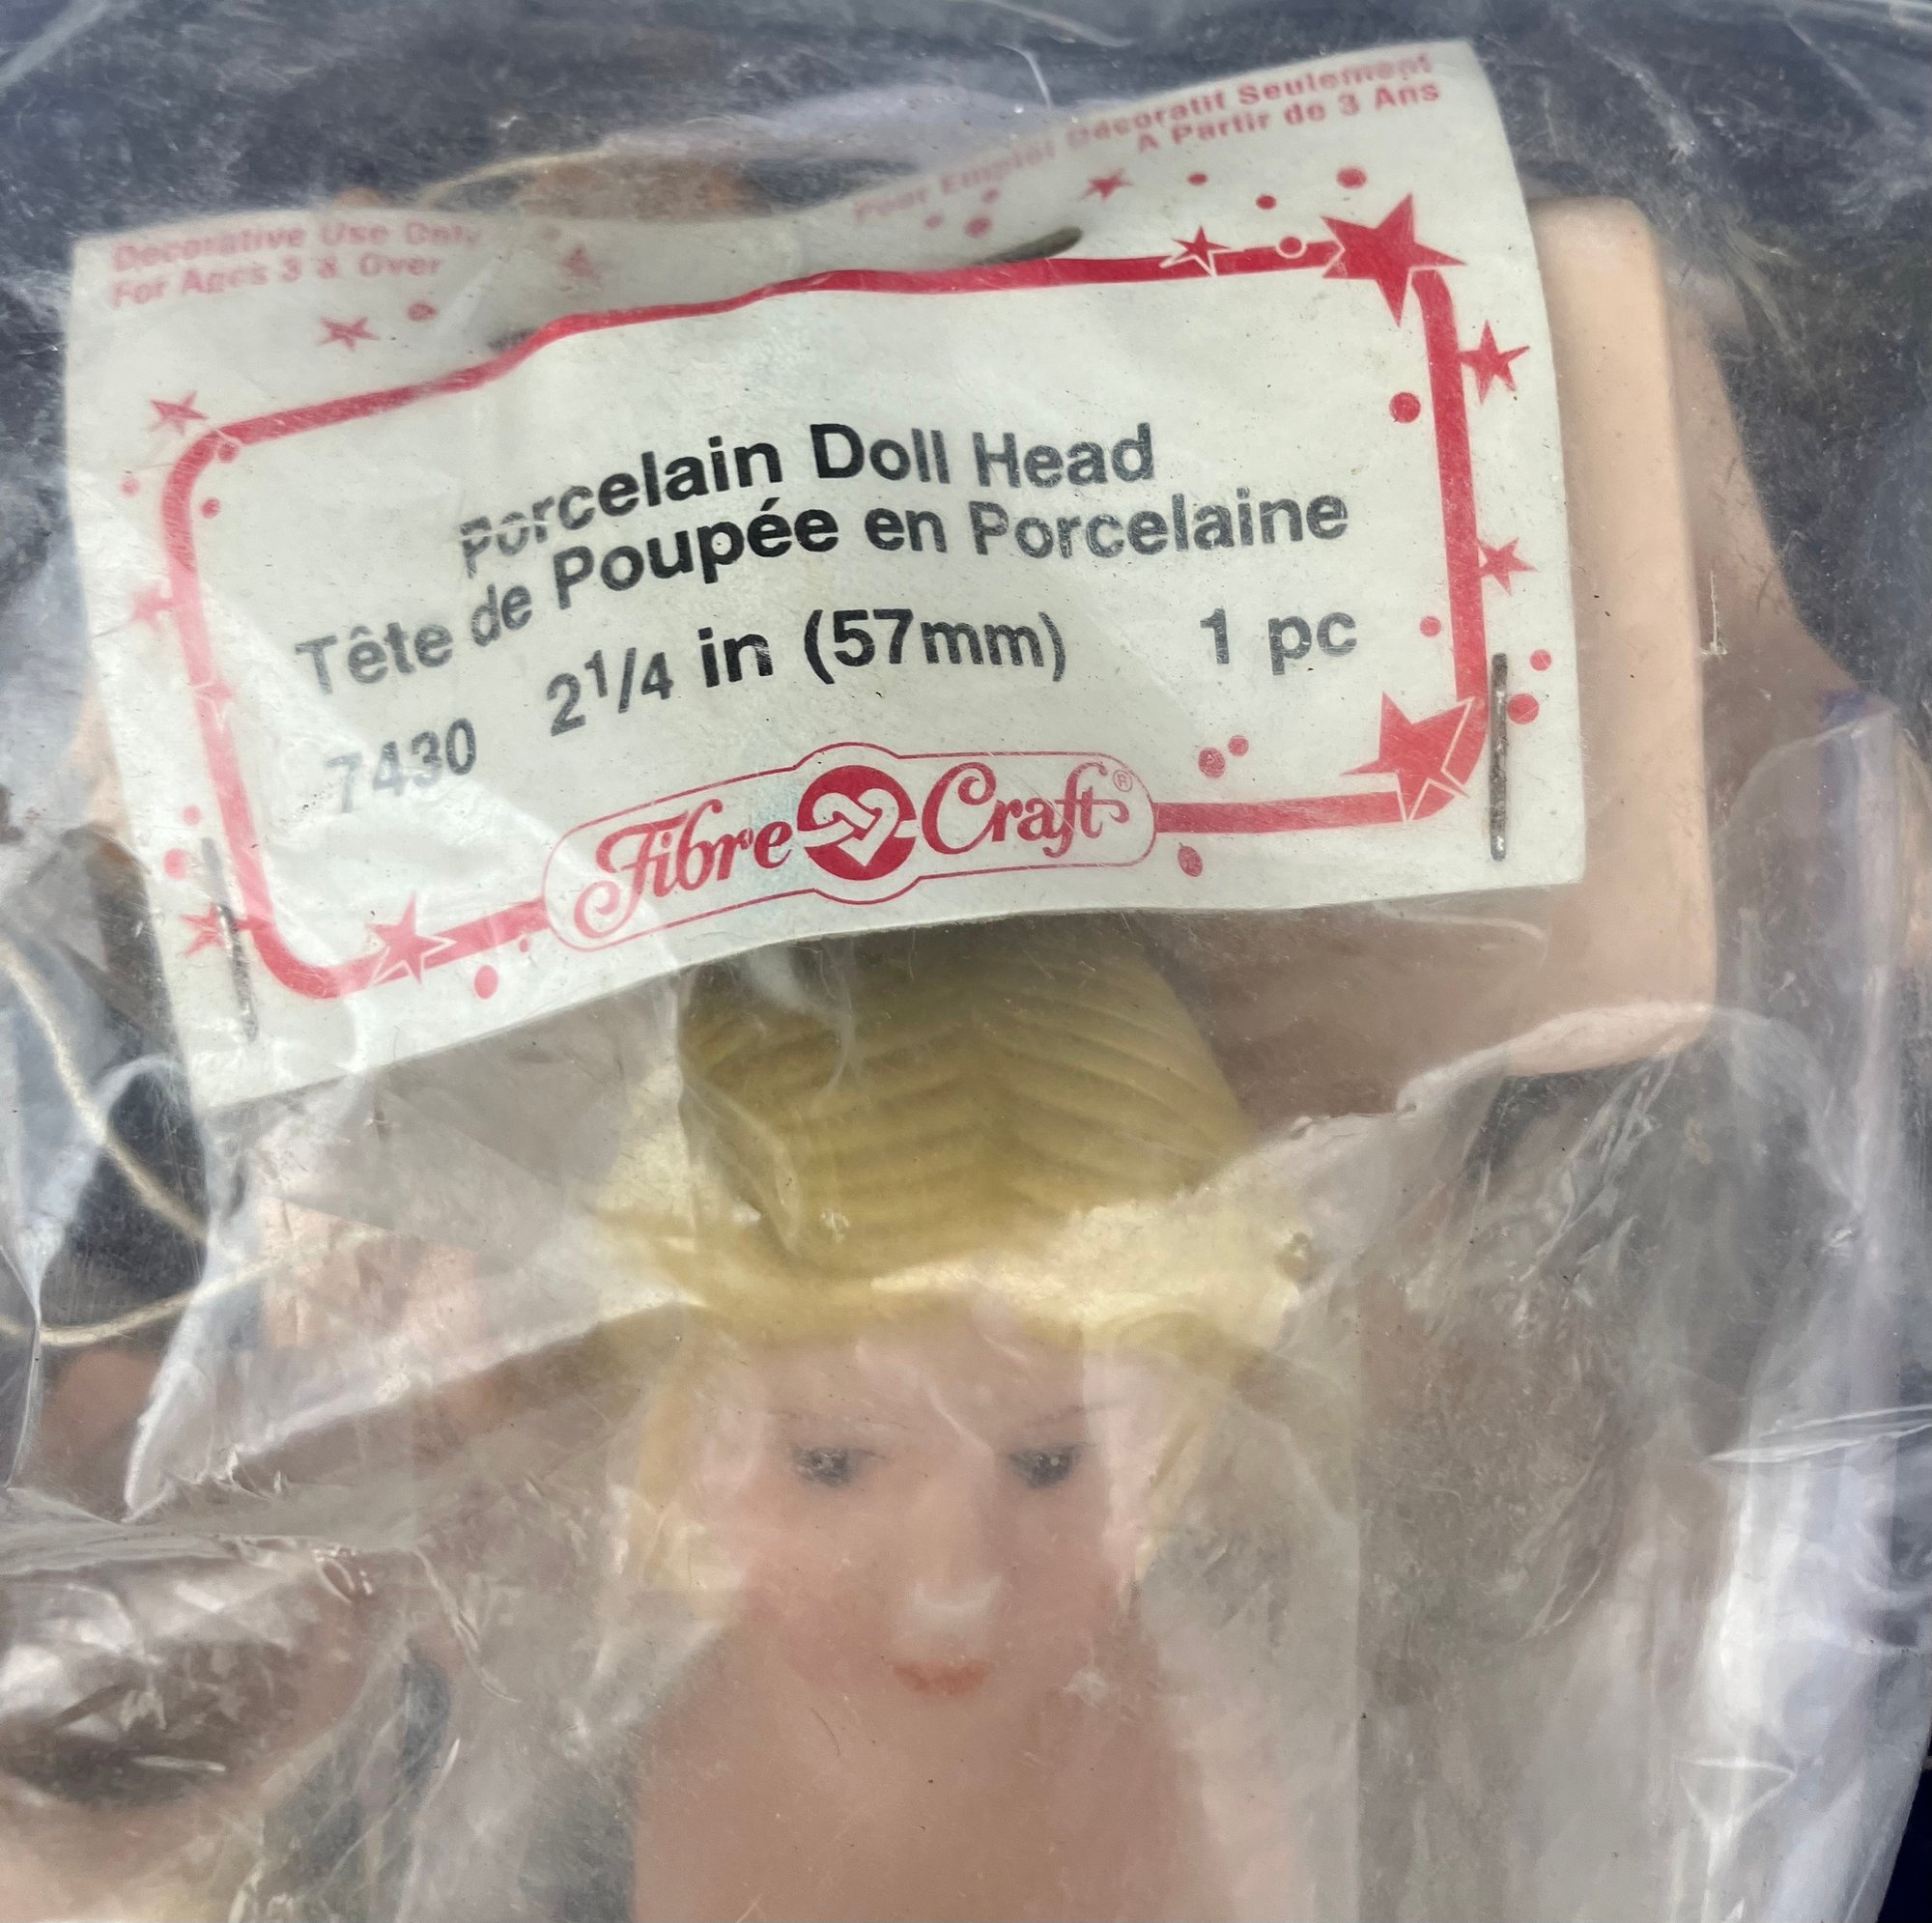 Decorative Use Only
For Ages 3 & Over
Pour Emploi Décoratif Seulement
A Partir de 3 Ans
Porcelain Doll Head
Tête de Poupée en Porcelaine
7430 2 1/4 in (57mm) 1 pc
Fibre Craft®